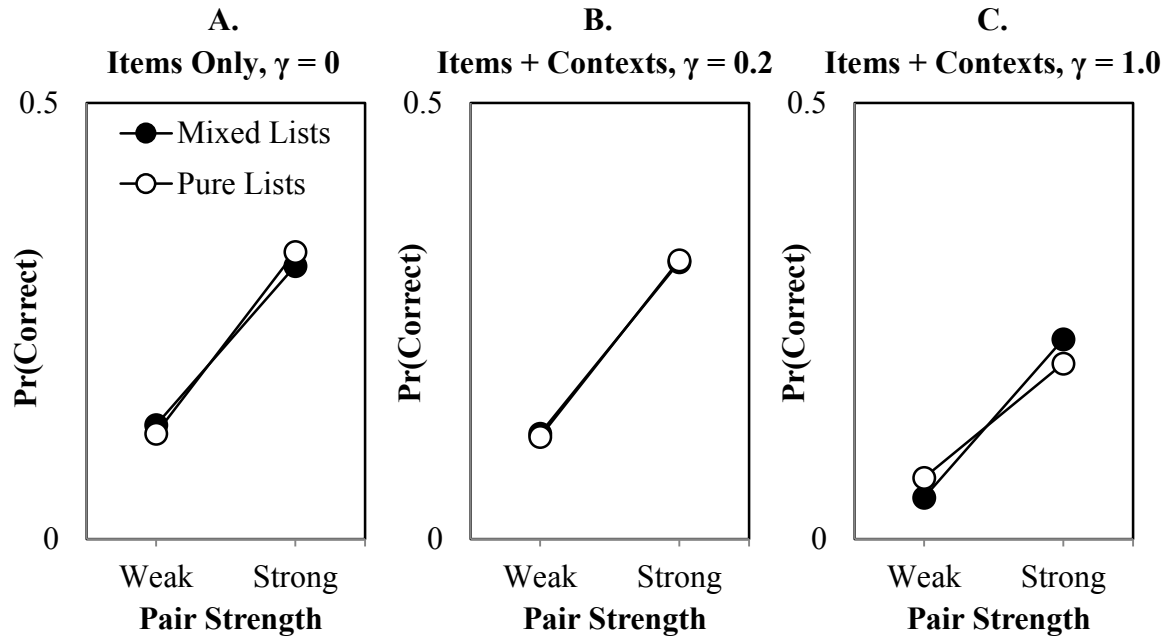 A.
Items Only, γ = 0
0.5
Mixed Lists
Pure Lists
Pr(Correct)
0
Weak Strong
Pair Strength
B.
Items + Contexts, γ = 0.2
0.5
Pr(Correct)
0
Weak Strong
Pair Strength
C.
Items + Contexts, γ = 1.0
0.5
Pr(Correct)
0
Weak Strong
Pair Strength